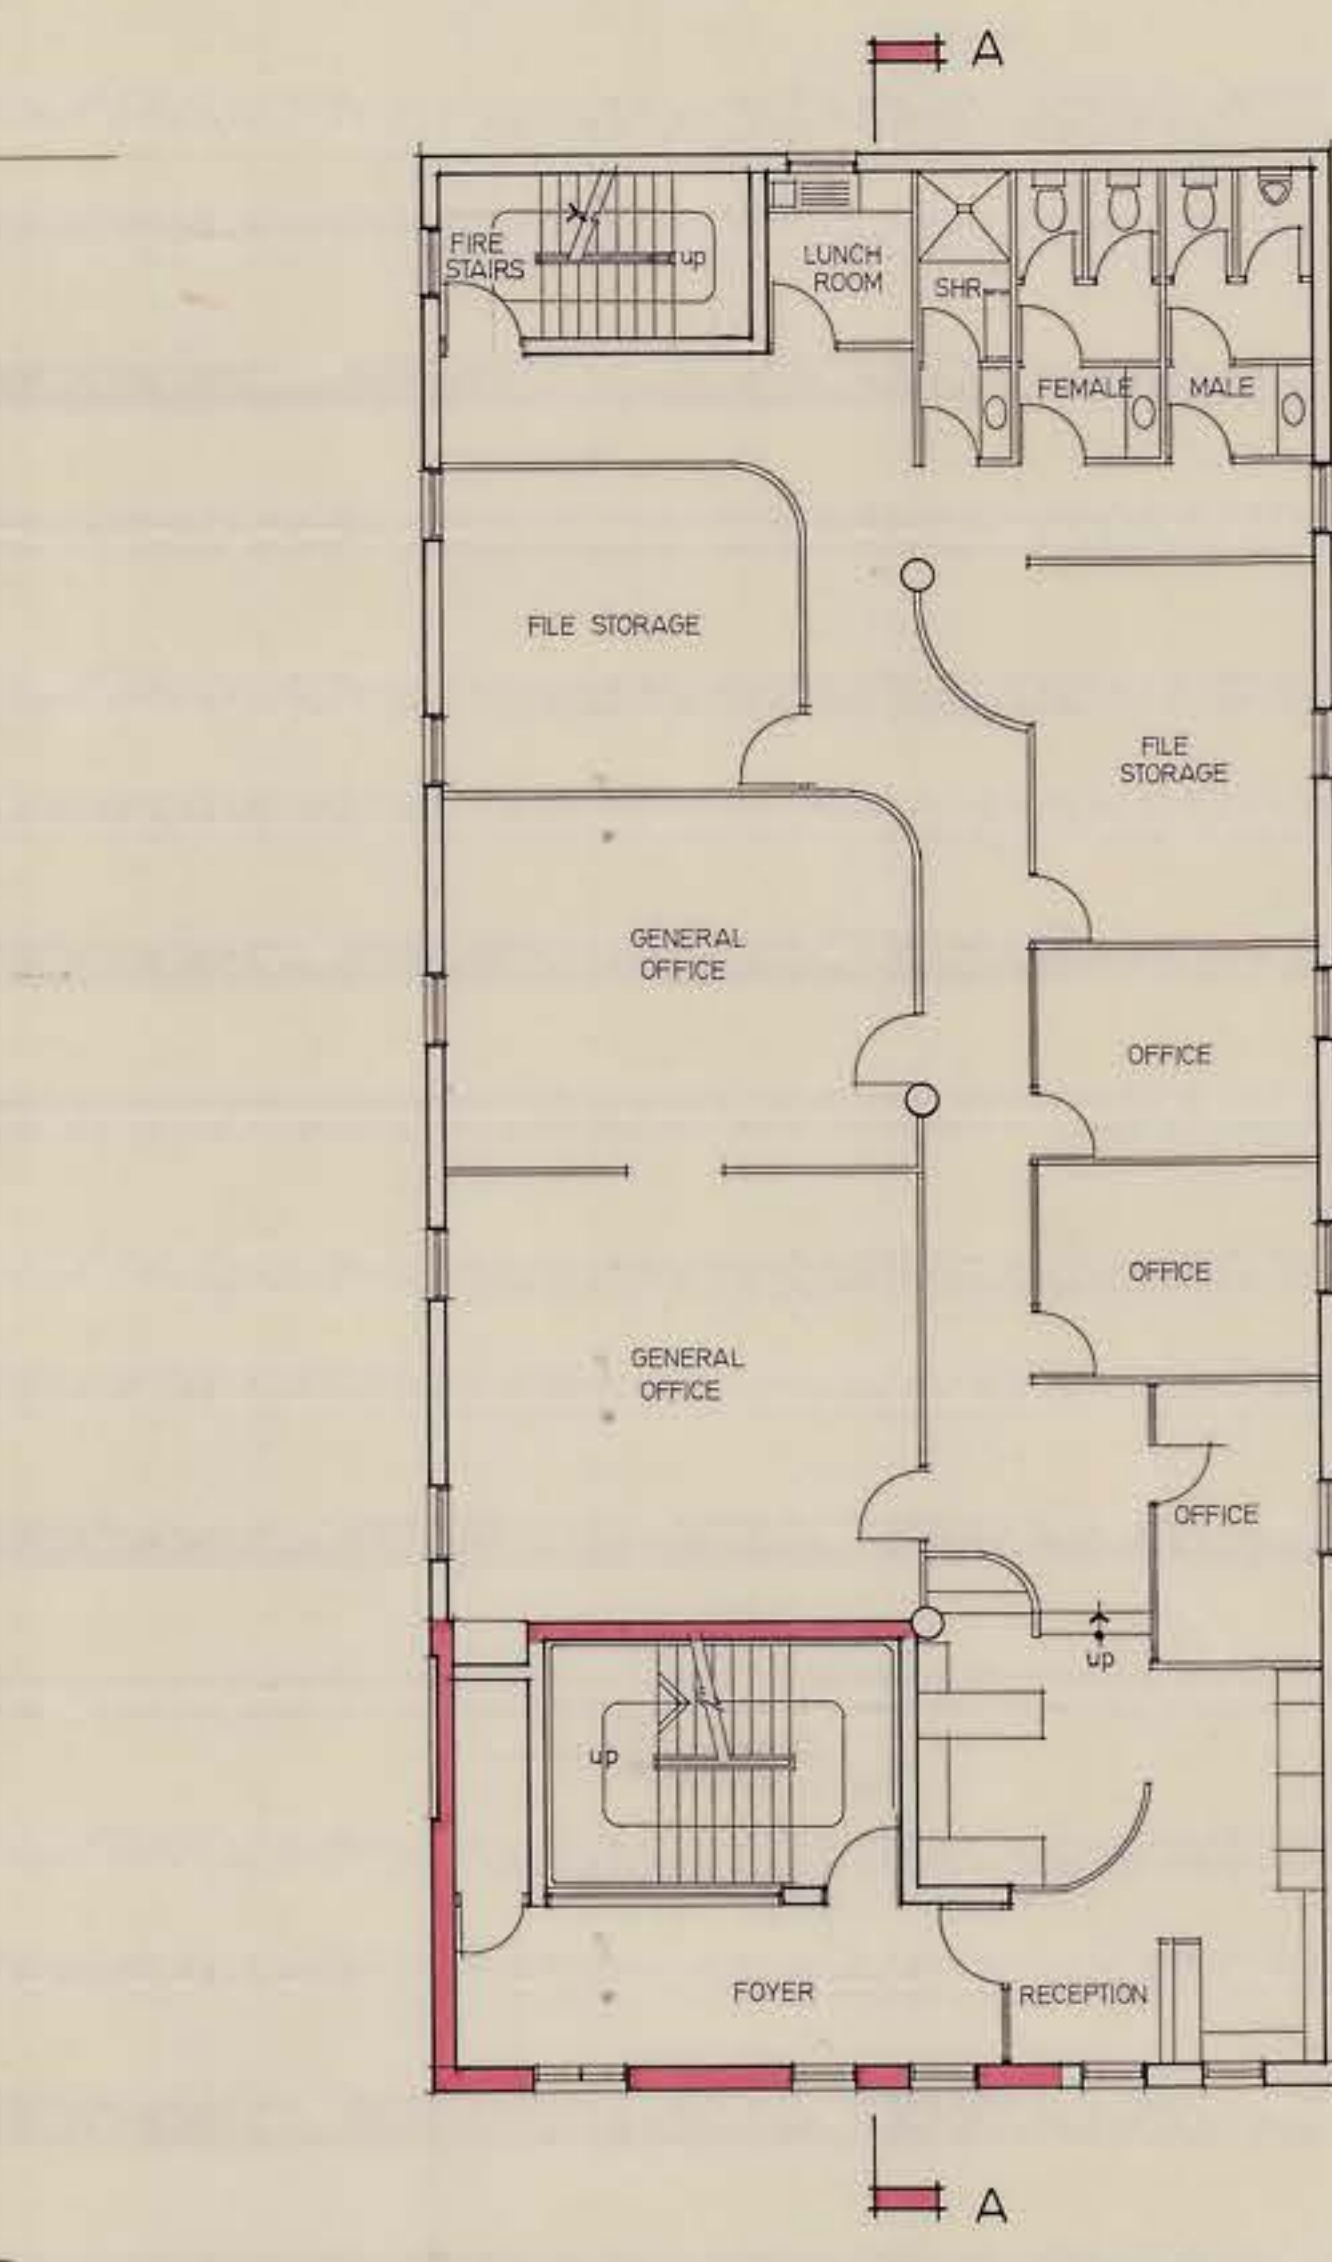 A
FIRE
STAIRS
up
LUNCH
ROOM
SHR
FEMALE
MALE
FILE STORAGE
FILE
STORAGE
GENERAL
OFFICE
OFFICE
OFFICE
GENERAL
OFFICE
OFFICE
up
up
FOYER
RECEPTION
A